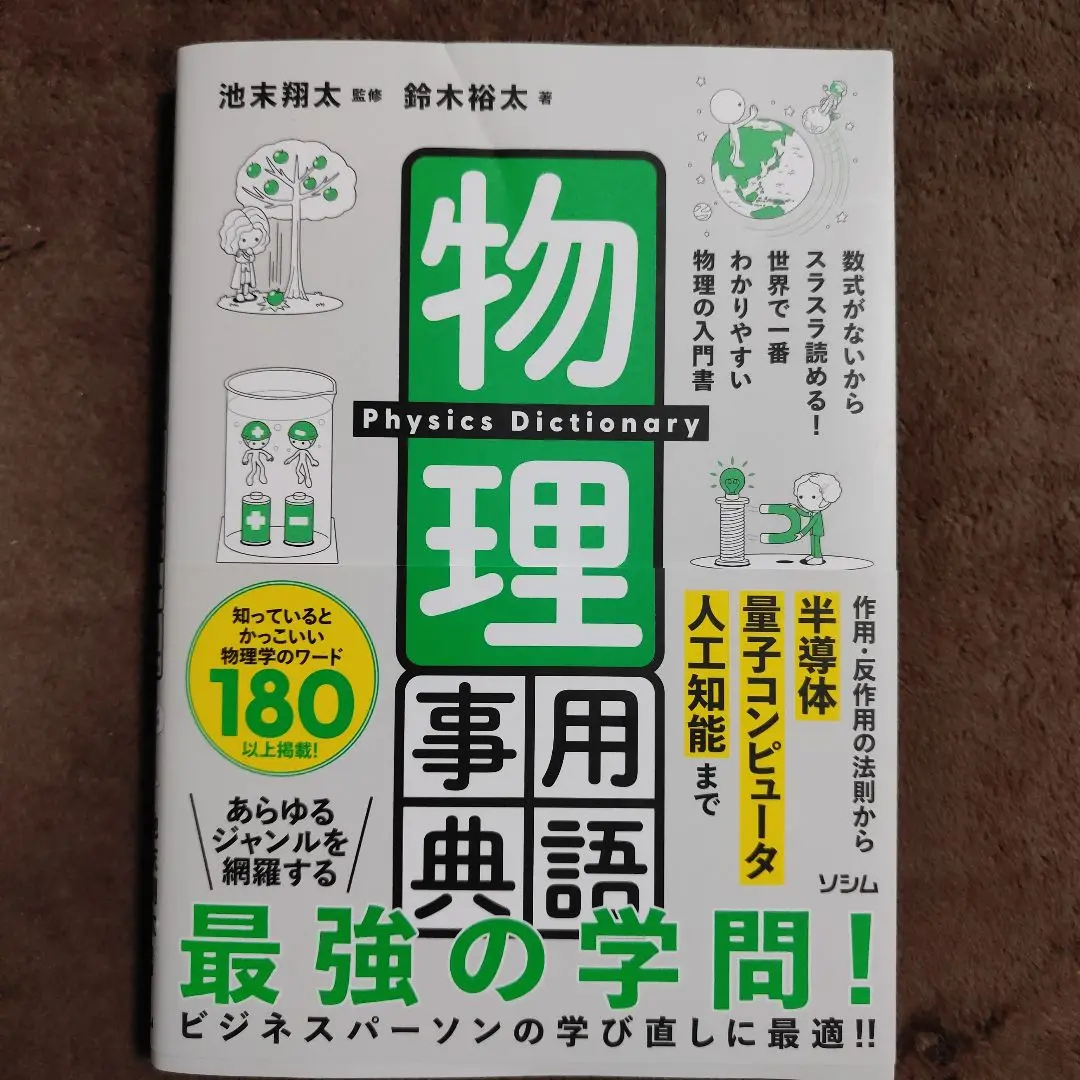 池末翔太 監修 鈴木裕太 著
数式がないから
スラスラ読める!
世界で一番
わかりやすい
物理の入門書
物理
Physics Dictionary
用語
事典
作用・反作用の法則から
半導体
量子コンピュータ
人工知能まで
知っていると
かっこいい
物理学のワード
180
以上掲載!
あらゆる
ジャンルを
網羅する
ソシム
最強の学問!
ビジネスパーソンの学び直しに最適!!